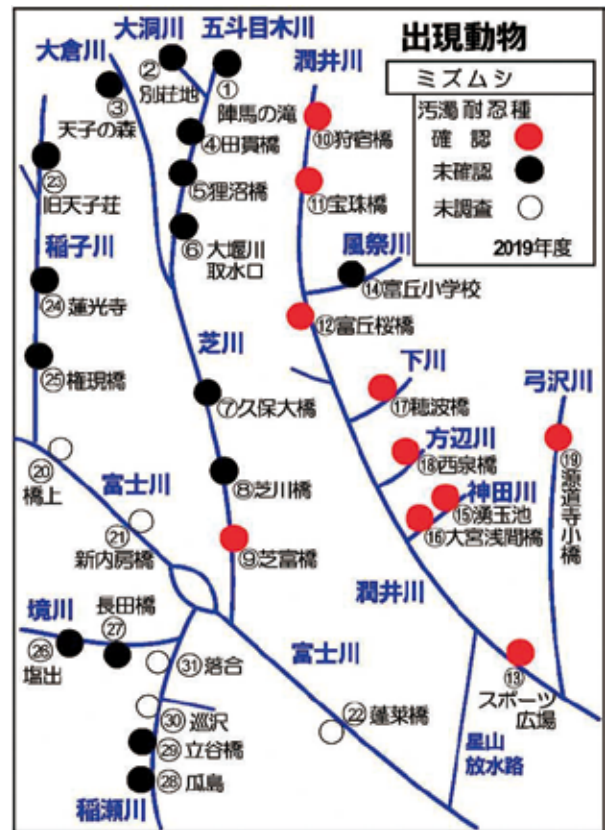 出現動物
ミズムシ
汚濁耐忍種
確認
未確認
未調査
2019年度
大倉川
大洞川
五斗目木川
潤井川
②
別荘地
①
陣馬の滝
③
天子の森
④田貫橋
⑤狸沼橋
⑥大堰川
取水口
⑩狩宿橋
⑪宝珠橋
風祭川
⑭富丘小学校
⑫富丘桜橋
㉓
旧天子荘
稲子川
㉔蓮光寺
㉕権現橋
芝川
⑦久保大橋
⑧芝川橋
⑨芝富橋
下川
⑰穂波橋
方辺川
⑱西泉橋
神田川
⑮湧玉池
⑯大宮浅間橋
弓沢川
⑲
源道寺小橋
⑳
橋上
富士川
㉑
新内房橋
潤井川
境川
長田橋
㉗
㉖
塩出
㉛落合
富士川
⑬
スポーツ
広場
㉚巡沢
㉒蓬莱橋
㉙立谷橋
㉘瓜島
稲瀬川
星山
放水路